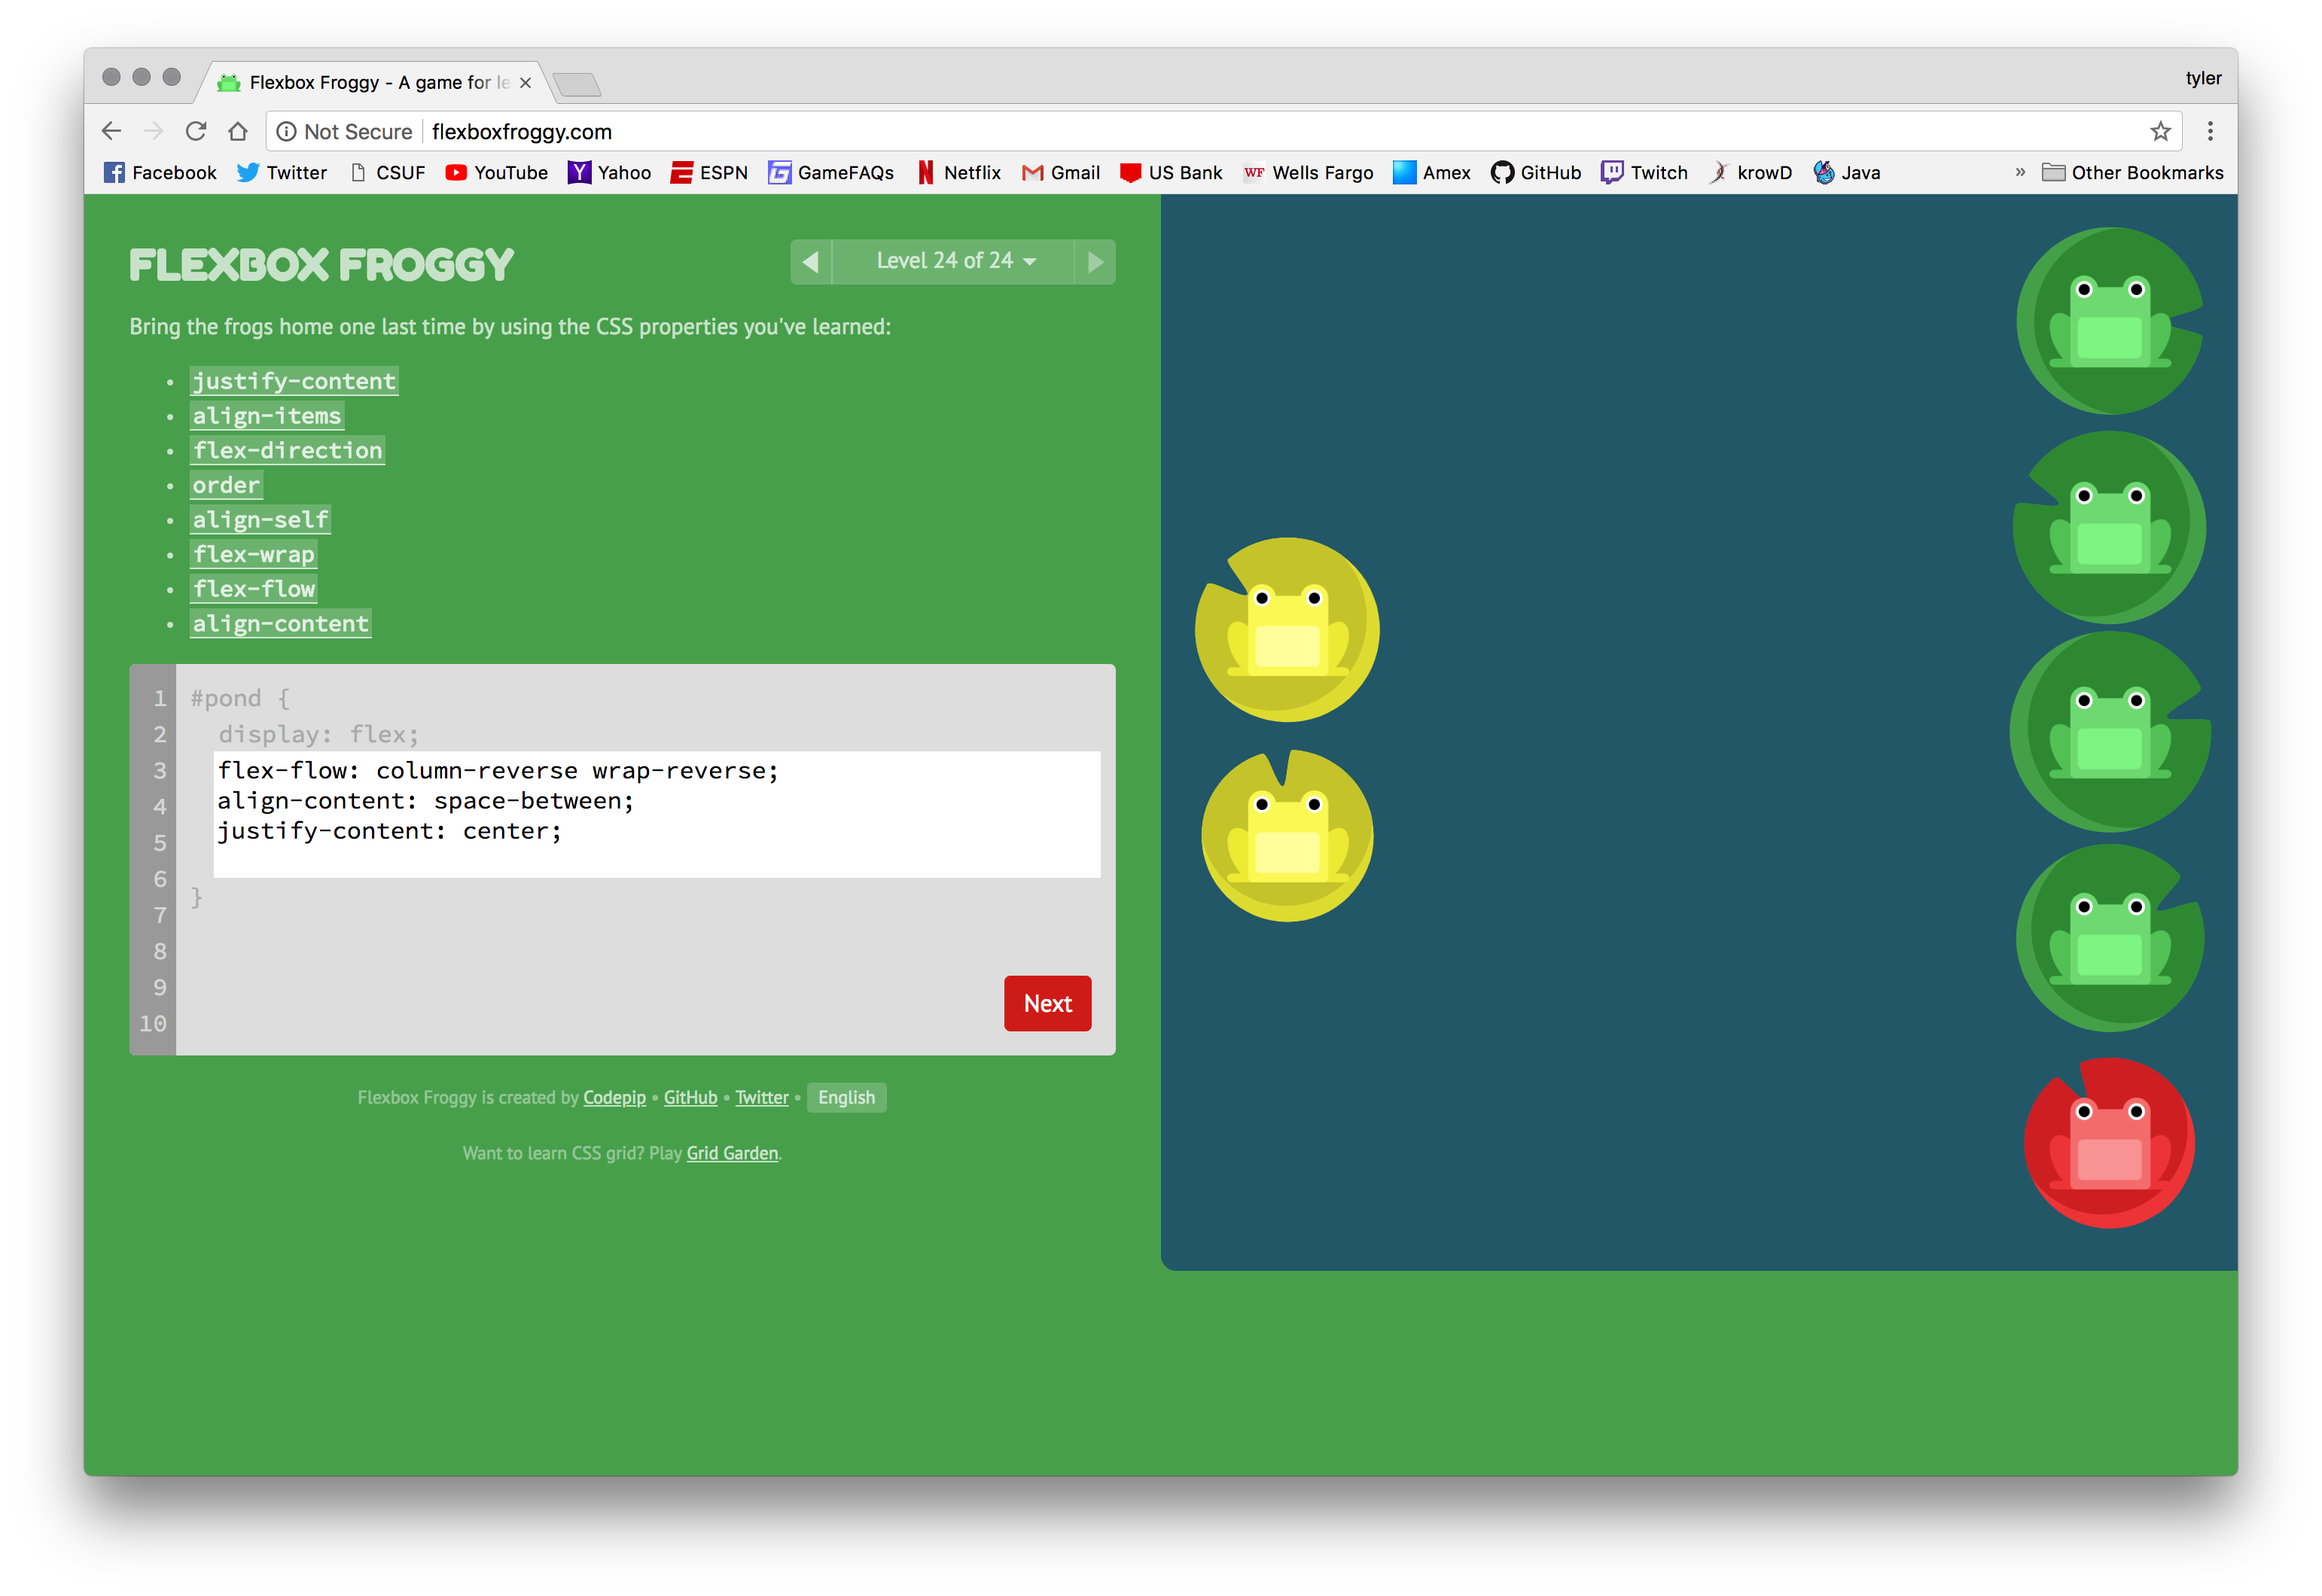 Flexbox Froggy - A game for le
tyler
Not Secure
flexboxfroggy.com
Facebook
Twitter
CSUF
YouTube
Yahoo
ESPN
GameFAQs
Netflix
Gmail
US Bank
WF Wells Fargo
Amex
GitHub
Twitch
krowD
Java
» Other Bookmarks
FLEXBOX FROGGY
Level 24 of 24
Bring the frogs home one last time by using the CSS properties you've learned:
• justify-content
• align-items
• flex-direction
• order
• align-self
• flex-wrap
• flex-flow
• align-content
1 #pond {
2 display: flex;
3 flex-flow: column-reverse wrap-reverse;
4 align-content: space-between;
5 justify-content: center;
6 }
7
8
9
10
Next
Flexbox Froggy is created by Codepip • GitHub • Twitter • English
Want to learn CSS grid? Play Grid Garden.